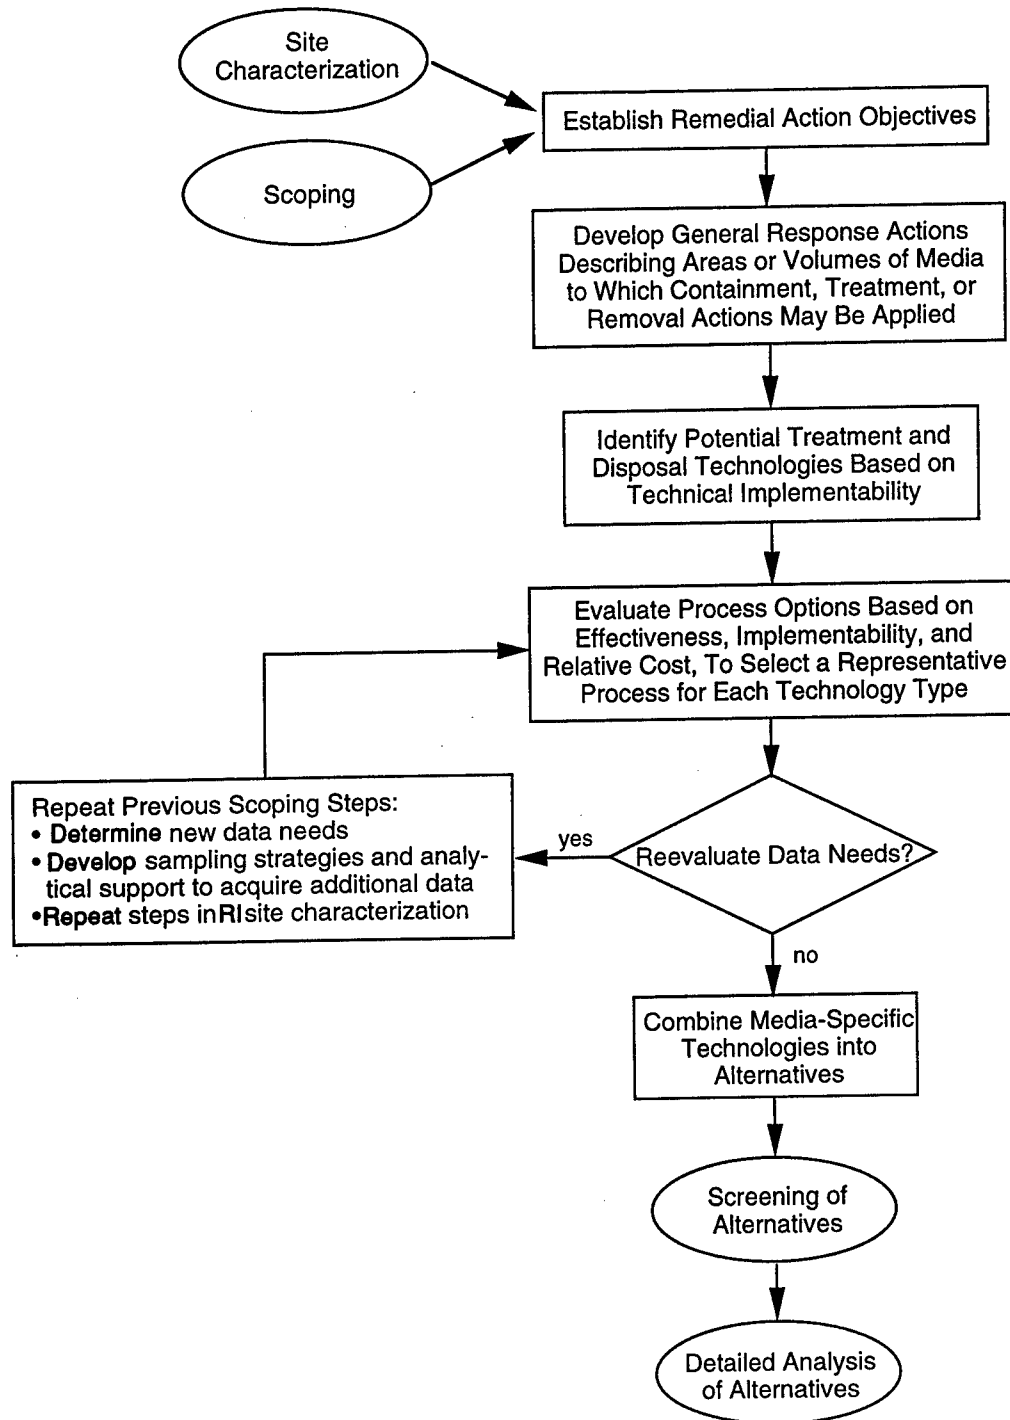 Site
Characterization
Establish Remedial Action Objectives
Scoping
Develop General Response Actions
Describing Areas or Volumes of Media
to Which Containment, Treatment, or
Removal Actions May Be Applied
Identify Potential Treatment and
Disposal Technologies Based on
Technical Implementability
Evaluate Process Options Based on
Effectiveness, Implementability, and
Relative Cost, To Select a Representative
Process for Each Technology Type
Repeat Previous Scoping Steps:
• Determine new data needs
• Develop sampling strategies and analy-
tical support to acquire additional data
•Repeat steps in RI site characterization
yes
Reevaluate Data Needs?
no
Combine Media-Specific
Technologies into
Alternatives
Screening of
Alternatives
Detailed Analysis
of Alternatives